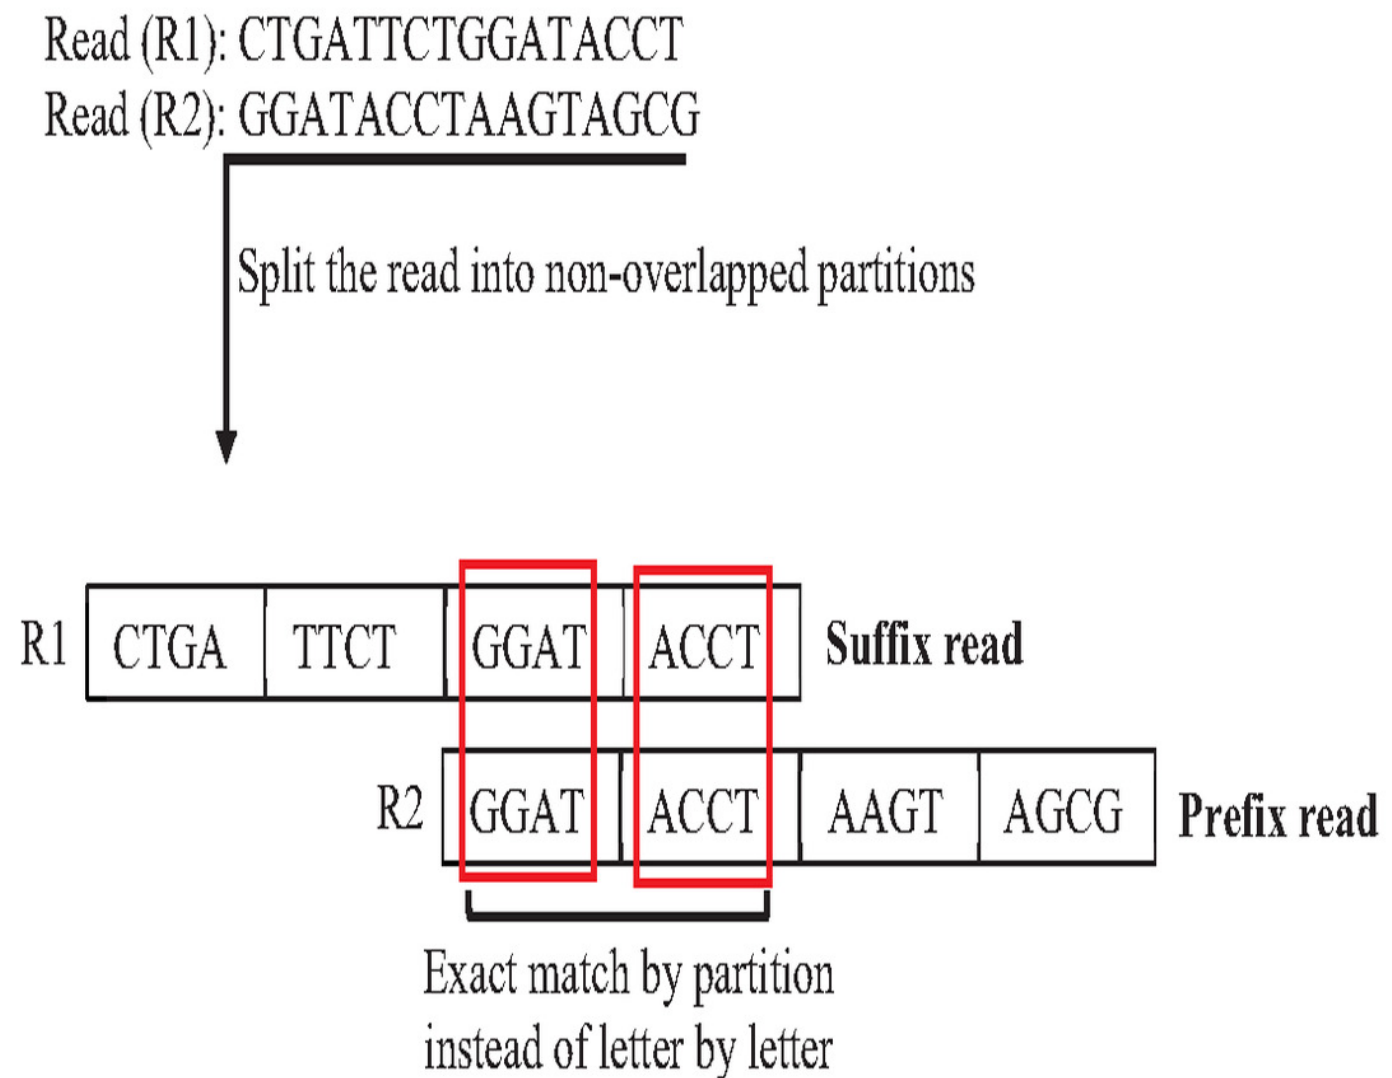 Read (R1): CTGATTCTGGATACCT
Read (R2): GGATACCTAAGTAGCG
Split the read into non-overlapped partitions
R1 CTGA TTCT GGAT ACCT Suffix read
R2 GGAT ACCT AAGT AGCG Prefix read
Exact match by partition
instead of letter by letter